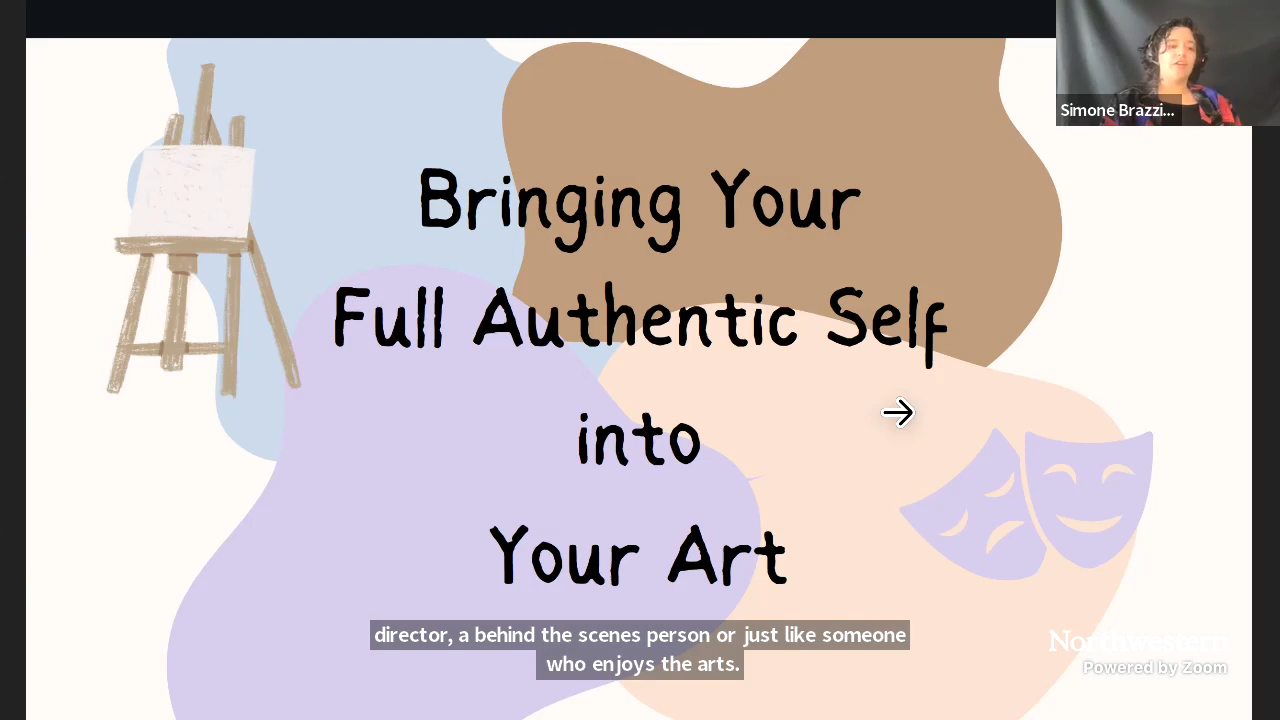 Simone Brazzi...
Bringing Your
Full Authentic Self
into
Your Art
director, a behind the scenes person or just like someone
who enjoys the arts.
Northwestern
Powered by Zoom